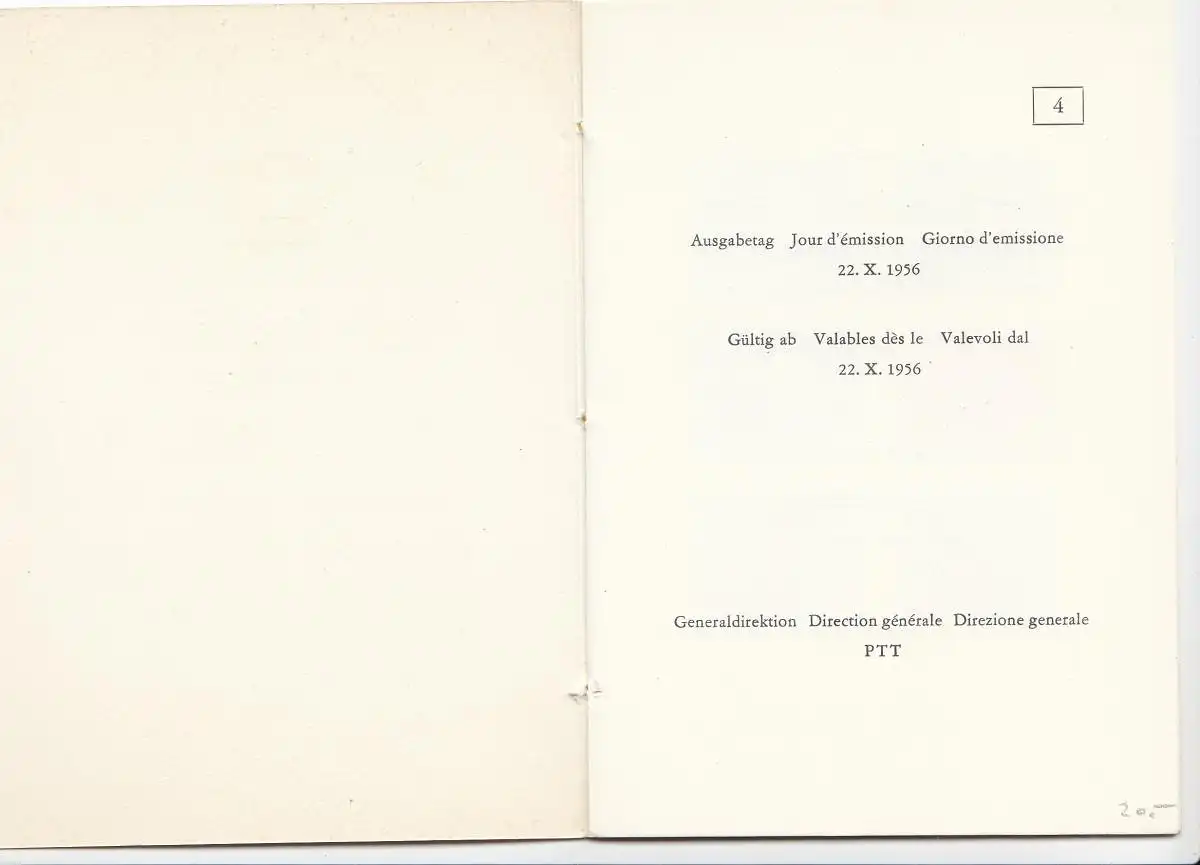 4
Ausgabetag Jour d'émission Giorno d'emissione
22. X. 1956
Gültig ab Valables dès le Valevoli dal
22. X. 1956
Generaldirektion Direction générale Direzione generale
PTT
20.–